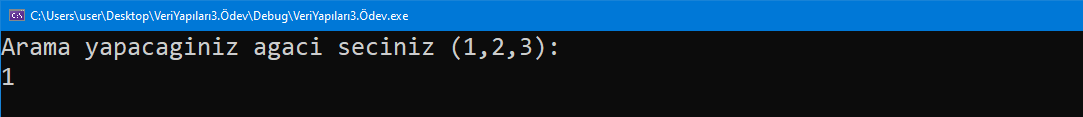 C:\Users\user\Desktop\VeriYapıları3.Ödev\Debug\VeriYapıları3.Ödev.exe
Arama yapacaginiz agaci seciniz (1,2,3):
1